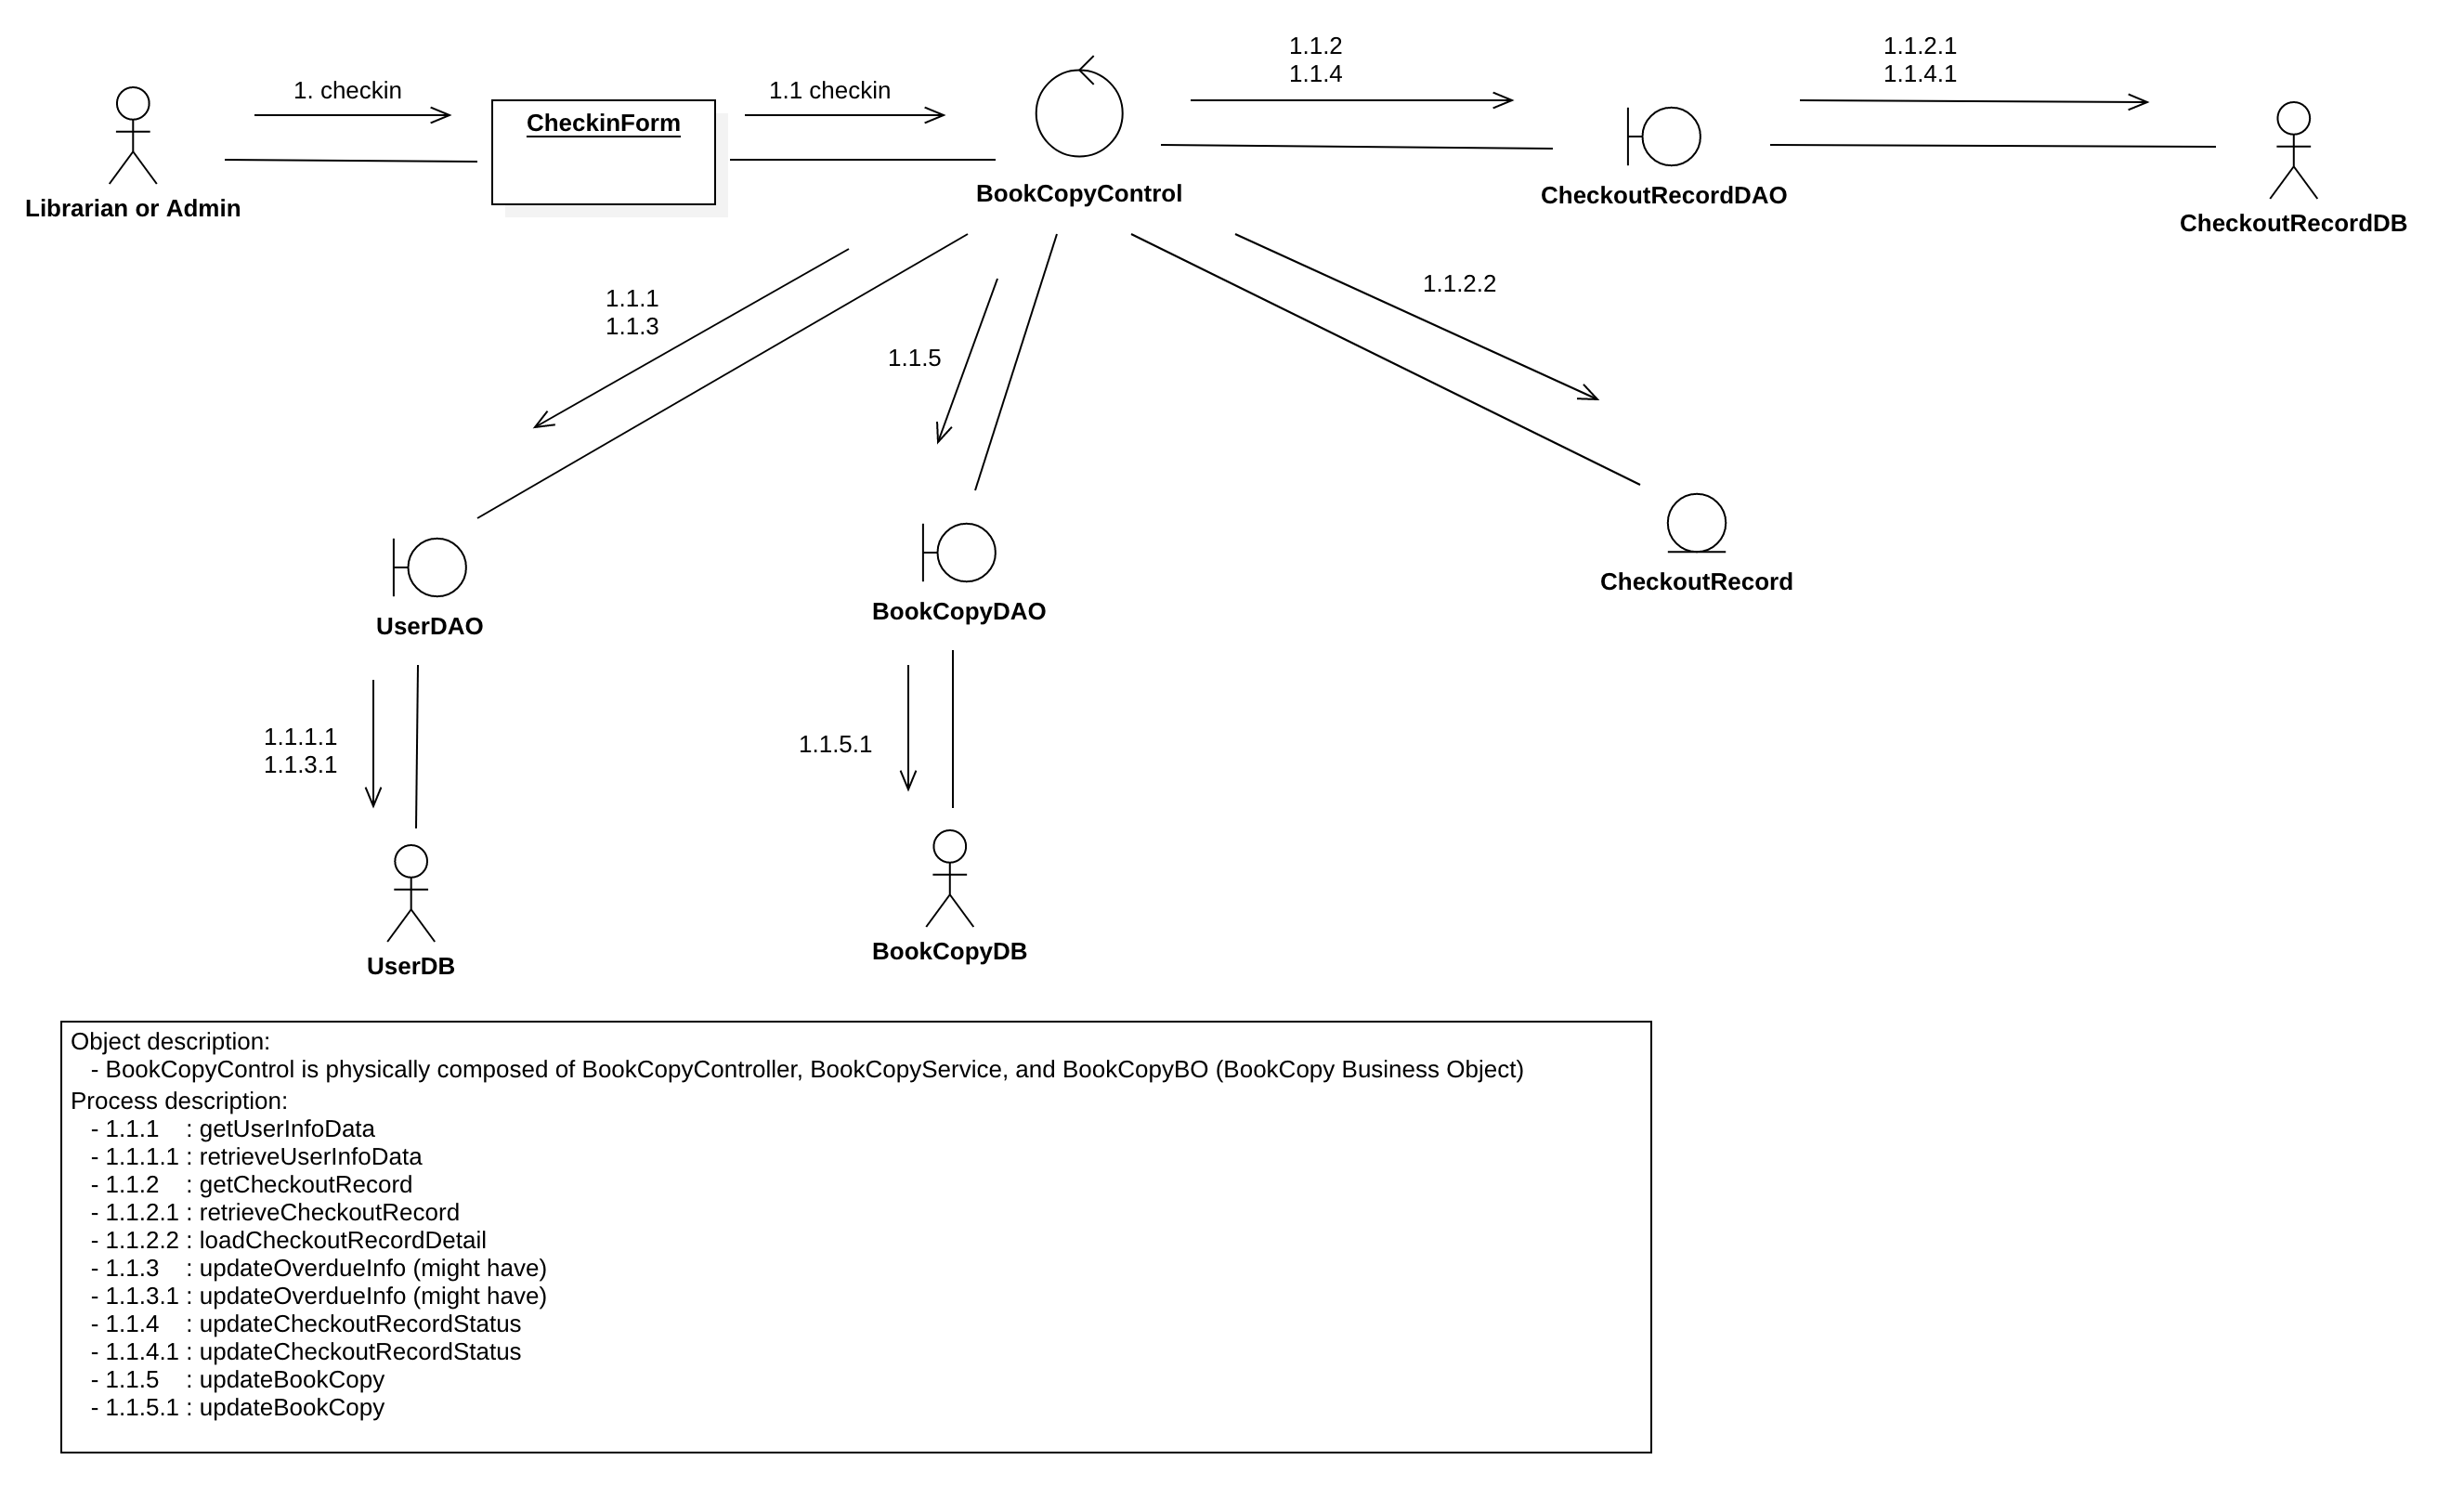 1. checkin
CheckinForm
1.1 checkin
1.1.2
1.1.4
1.1.2.1
1.1.4.1
Librarian or Admin
BookCopyControl
CheckoutRecordDAO
CheckoutRecordDB
1.1.1
1.1.3
1.1.5
1.1.2.2
UserDAO
BookCopyDAO
CheckoutRecord
1.1.1.1
1.1.3.1
1.1.5.1
UserDB
BookCopyDB
Object description:
- BookCopyControl is physically composed of BookCopyController, BookCopyService, and BookCopyBO (BookCopy Business Object)
Process description:
- 1.1.1 : getUserInfoData
- 1.1.1.1 : retrieveUserInfoData
- 1.1.2 : getCheckoutRecord
- 1.1.2.1 : retrieveCheckoutRecord
- 1.1.2.2 : loadCheckoutRecordDetail
- 1.1.3 : updateOverdueInfo (might have)
- 1.1.3.1 : updateOverdueInfo (might have)
- 1.1.4 : updateCheckoutRecordStatus
- 1.1.4.1 : updateCheckoutRecordStatus
- 1.1.5 : updateBookCopy
- 1.1.5.1 : updateBookCopy